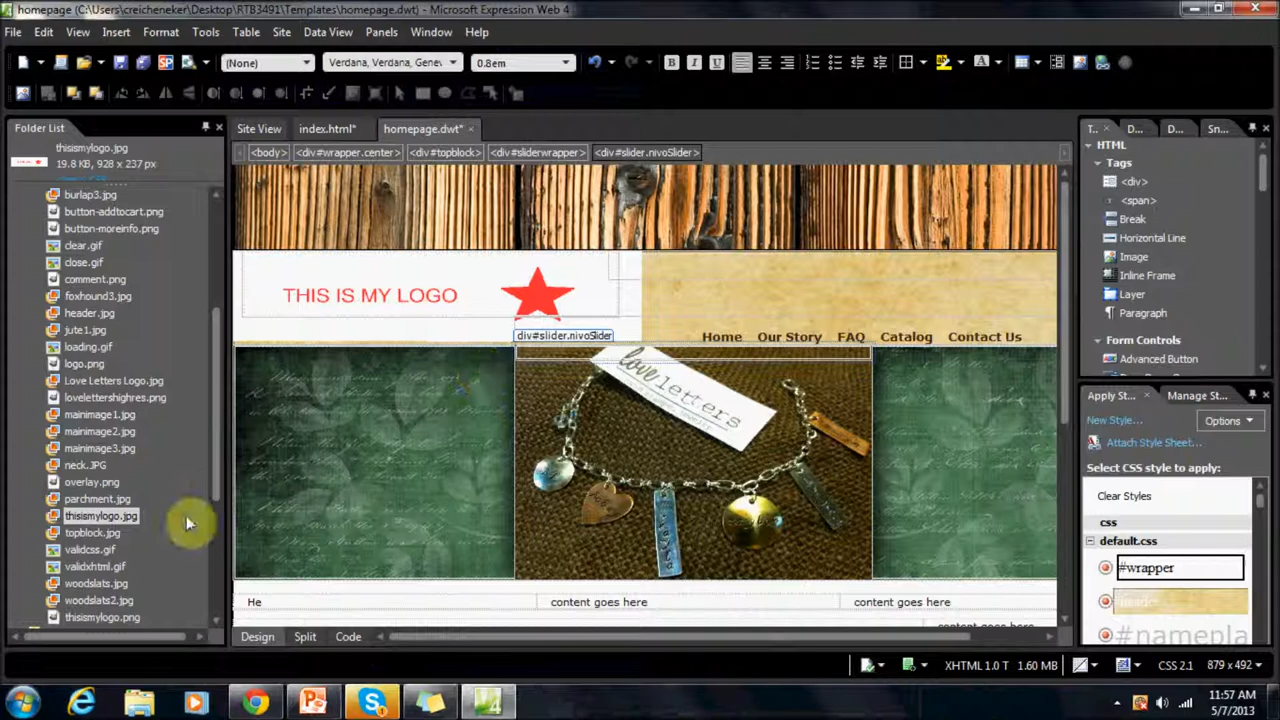 homepage (C:\Users\creicheneker\Desktop\RTB3491\Templates\homepage.dwt) - Microsoft Expression Web 4
File Edit View Insert Format Tools Table Site Data View Panels Window Help
(None) Verdana, Verdana, Genev 0.8em
Folder List
Site View index.html* homepage.dwt*
T... D... D... Sn...
thisismylogo.jpg
19.8 KB, 928 x 237 px
<body> <div#wrapper.center> <div#topblock> <div#sliderwrapper> <div#slider.nivoSlider>
burlap3.jpg
button-addtocart.png
button-moreinfo.png
clear.gif
close.gif
comment.png
foxhound3.jpg
header.jpg
jute1.jpg
loading.gif
logo.png
Love Letters Logo.jpg
lovelettershighres.png
mainimage1.jpg
mainimage2.jpg
mainimage3.jpg
neck.JPG
overlay.png
parchment.jpg
thisismylogo.jpg
topblock.jpg
validcss.gif
validxhtml.gif
woodslats.jpg
woodslats2.jpg
thisismylogo.png
THIS IS MY LOGO
div#slider.nivoSlider
Home Our Story FAQ Catalog Contact Us
love letters
He content goes here content goes here
content goes here
Design Split Code
HTML
Tags
<div>
<span>
Break
Horizontal Line
Image
Inline Frame
Layer
Paragraph
Form Controls
Advanced Button
Apply St... Manage St...
New Style... Options
Attach Style Sheet...
Select CSS style to apply:
Clear Styles
css
default.css
#wrapper
#header
#namepla
XHTML 1.0 T 1.60 MB CSS 2.1 879 x 492
11:57 AM
5/7/2013